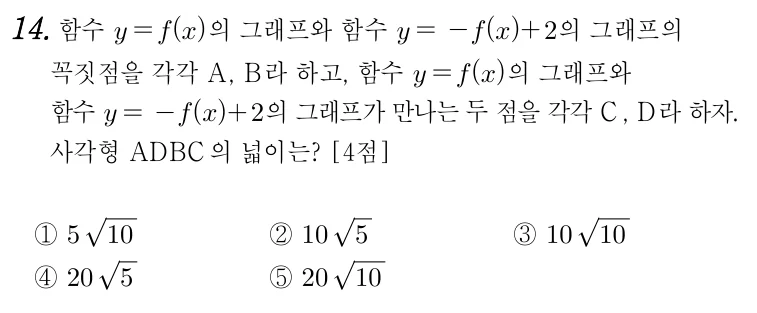 14. 함수 y=f(x)의 그래프와 함수 y= -f(x)+2의 그래프의
꼭짓점을 각각 A, B라 하고, 함수 y=f(x)의 그래프와
함수 y= -f(x)+2의 그래프가 만나는 두 점을 각각 C, D라 하자.
사각형 ADBC의 넓이는? [4점]
① 5√10 ② 10√5 ③ 10√10
④ 20√5 ⑤ 20√10